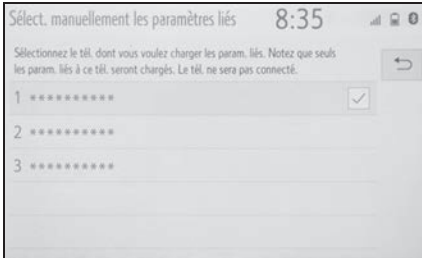 Sélect. manuellement les paramètres liés 8:35 0
Sélectionnez le tél. dont vous voulez charger les param. liés. Notez que seuls
les param. liés à ce tél. seront chargés. Le tél. ne sera pas connecté.
1 **********
2 **********
3 **********